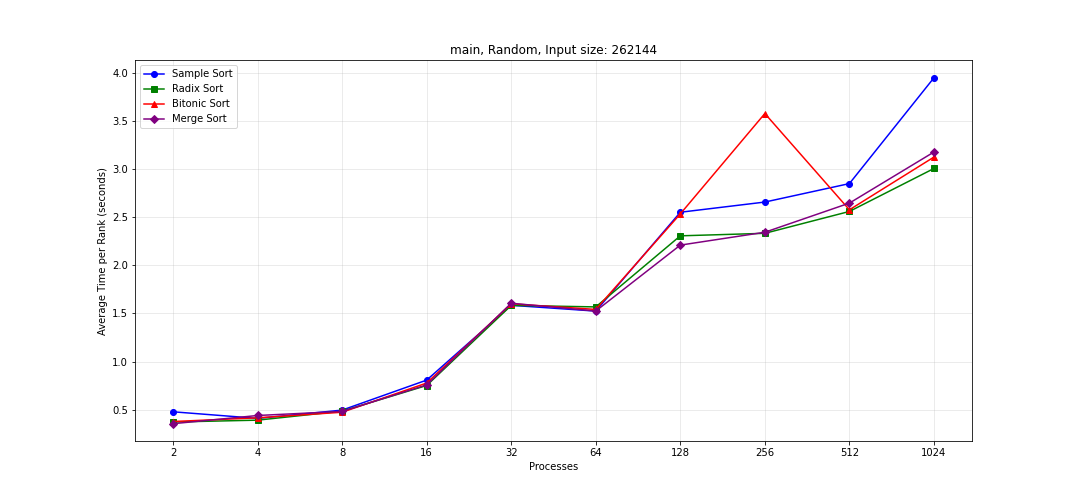 main, Random, Input size: 262144
Sample Sort
Radix Sort
Bitonic Sort
Merge Sort
Average Time per Rank (seconds)
4.0
3.5
3.0
2.5
2.0
1.5
1.0
0.5
2 4 8 16 32 64 128 256 512 1024
Processes